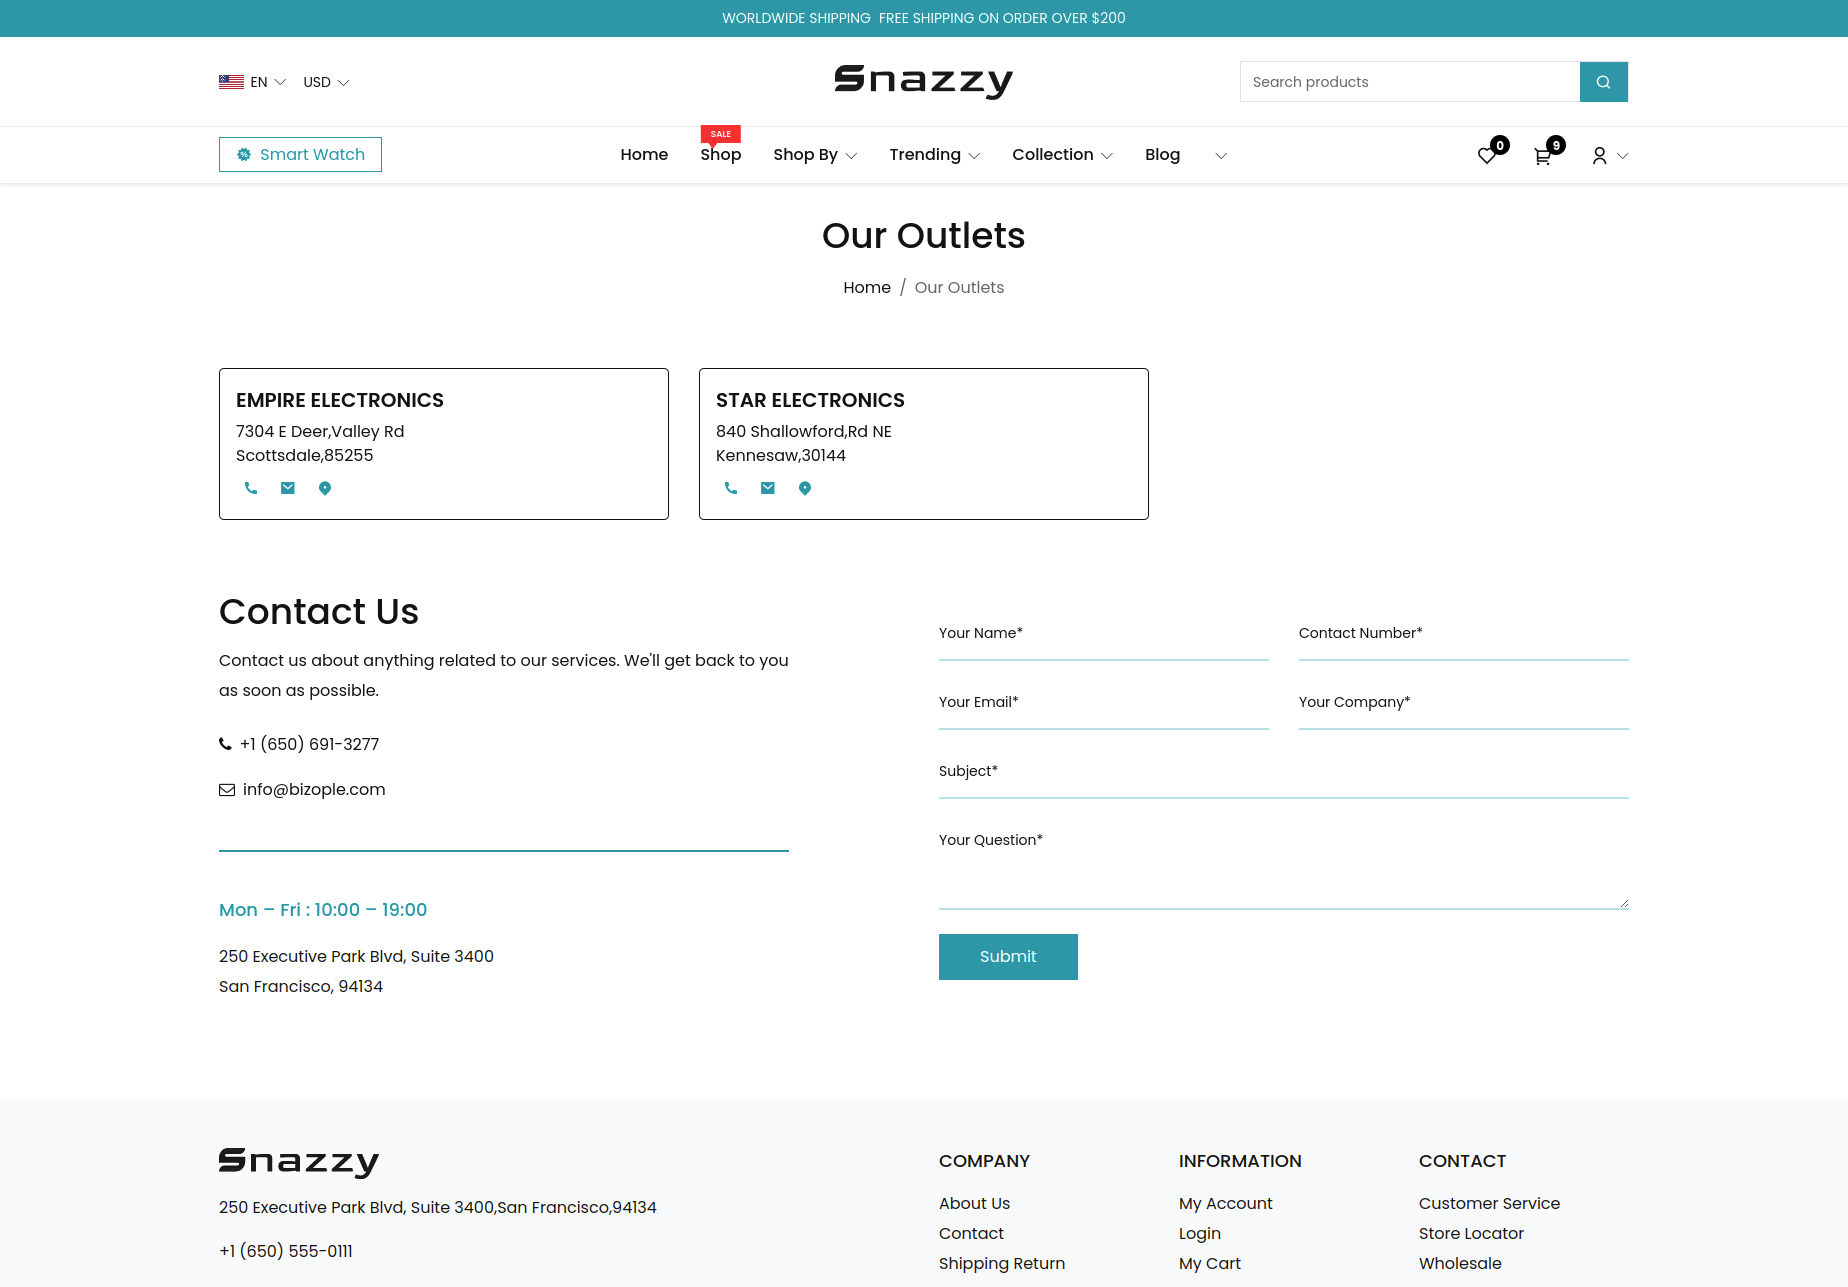 WORLDWIDE SHIPPING  FREE SHIPPING ON ORDER OVER $200
EN USD
Snazzy
Search products
Smart Watch
SALE
Home Shop Shop By Trending Collection Blog
0 9
Our Outlets
Home / Our Outlets
EMPIRE ELECTRONICS
7304 E Deer,Valley Rd
Scottsdale,85255
STAR ELECTRONICS
840 Shallowford,Rd NE
Kennesaw,30144
Contact Us
Contact us about anything related to our services. We'll get back to you
as soon as possible.
+1 (650) 691-3277
info@bizople.com
Mon – Fri : 10:00 – 19:00
250 Executive Park Blvd, Suite 3400
San Francisco, 94134
Your Name* Contact Number*
Your Email* Your Company*
Subject*
Your Question*
Submit
Snazzy
250 Executive Park Blvd, Suite 3400,San Francisco,94134
+1 (650) 555-0111
COMPANY
About Us
Contact
Shipping Return
INFORMATION
My Account
Login
My Cart
CONTACT
Customer Service
Store Locator
Wholesale